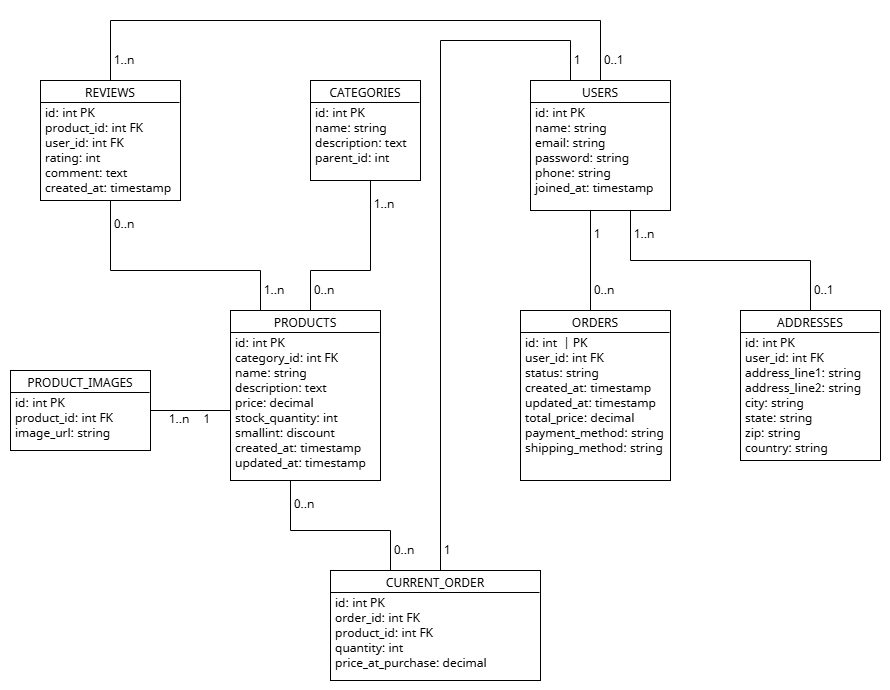 1..n
1
0..1
REVIEWS
id: int PK
product_id: int FK
user_id: int FK
rating: int
comment: text
created_at: timestamp
CATEGORIES
id: int PK
name: string
description: text
parent_id: int
USERS
id: int PK
name: string
email: string
password: string
phone: string
joined_at: timestamp
0..n
1..n
1
1..n
1..n
0..n
0..n
0..1
PRODUCTS
id: int PK
category_id: int FK
name: string
description: text
price: decimal
stock_quantity: int
smallint: discount
created_at: timestamp
updated_at: timestamp
ORDERS
id: int | PK
user_id: int FK
status: string
created_at: timestamp
updated_at: timestamp
total_price: decimal
payment_method: string
shipping_method: string
ADDRESSES
id: int PK
user_id: int FK
address_line1: string
address_line2: string
city: string
state: string
zip: string
country: string
PRODUCT_IMAGES
id: int PK
product_id: int FK
image_url: string
1..n
1
0..n
0..n
1
CURRENT_ORDER
id: int PK
order_id: int FK
product_id: int FK
quantity: int
price_at_purchase: decimal